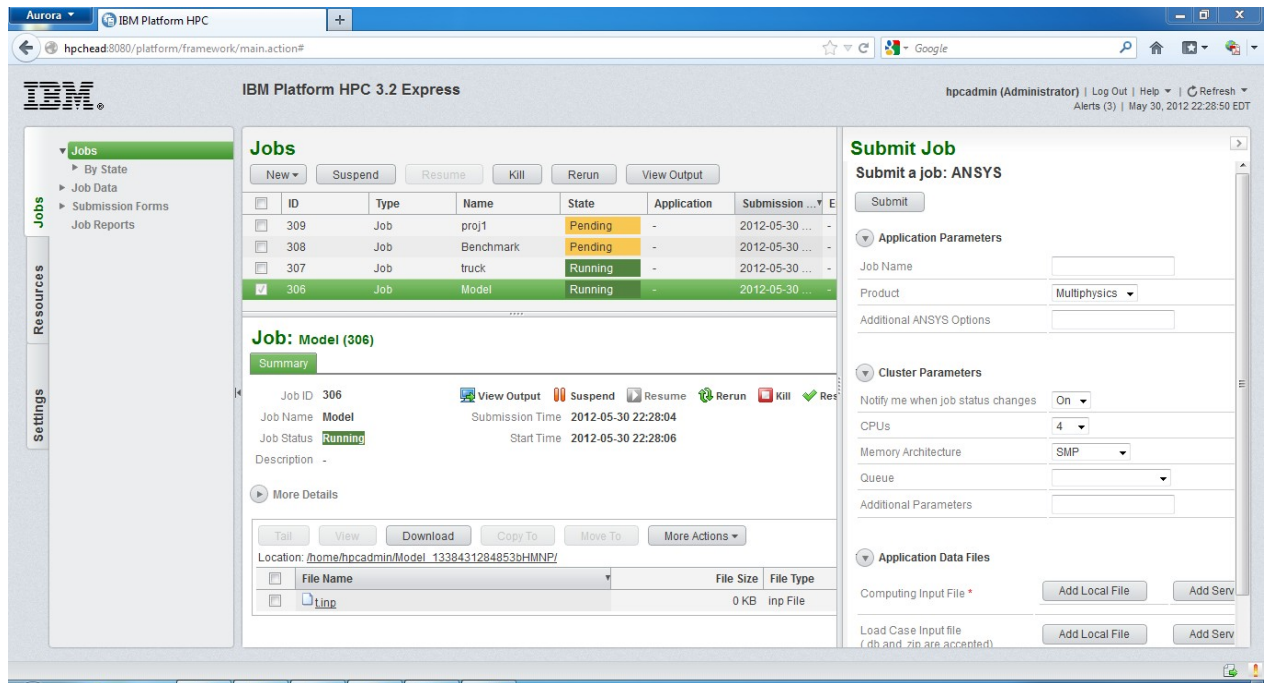 Aurora
IBM Platform HPC
+
hpchead:8080/platform/framework/main.action#
Google
IBM.
IBM Platform HPC 3.2 Express
hpcadmin (Administrator) | Log Out | Help | Refresh
Alerts (3) | May 30, 2012 22:28:50 EDT
Jobs
Resources
Settings
Jobs
By State
Job Data
Submission Forms
Job Reports
Jobs
New Suspend Resume Kill Rerun View Output
ID Type Name State Application Submission ... E
309 Job proj1 Pending - 2012-05-30 ... -
308 Job Benchmark Pending - 2012-05-30 ... -
307 Job truck Running - 2012-05-30 ... -
306 Job Model Running - 2012-05-30 ... -
Job: Model (306)
Summary
Job ID 306
View Output Suspend Resume Rerun Kill Res
Job Name Model Submission Time 2012-05-30 22:28:04
Job Status Running Start Time 2012-05-30 22:28:06
Description -
More Details
Tail View Download Copy To Move To More Actions
Location: /home/hpcadmin/Model_1338431284853bHMNP/
File Name File Size File Type
t.inp 0 KB inp File
Submit Job
Submit a job: ANSYS
Submit
Application Parameters
Job Name
Product Multiphysics
Additional ANSYS Options
Cluster Parameters
Notify me when job status changes On
CPUs 4
Memory Architecture SMP
Queue
Additional Parameters
Application Data Files
Computing Input File * Add Local File Add Serv
Load Case Input file Add Local File Add Serv
(.db and .zip are accepted)